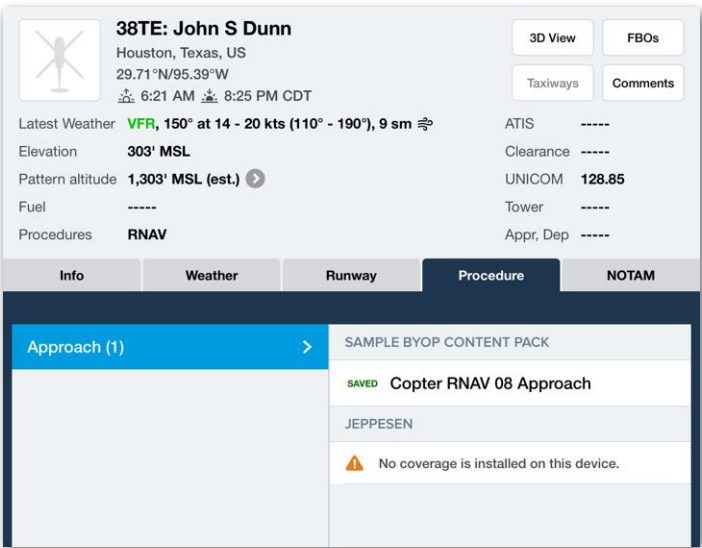 38TE: John S Dunn
Houston, Texas, US
29.71°N/95.39°W
6:21 AM 8:25 PM CDT
3D View
FBOs
Taxiways
Comments
Latest Weather VFR, 150° at 14 - 20 kts (110° - 190°), 9 sm
Elevation 303' MSL
Pattern altitude 1,303' MSL (est.)
Fuel -----
Procedures RNAV
ATIS -----
Clearance -----
UNICOM 128.85
Tower -----
Appr, Dep -----
Info
Weather
Runway
Procedure
NOTAM
Approach (1)
SAMPLE BYOP CONTENT PACK
SAVED Copter RNAV 08 Approach
JEPPESEN
No coverage is installed on this device.